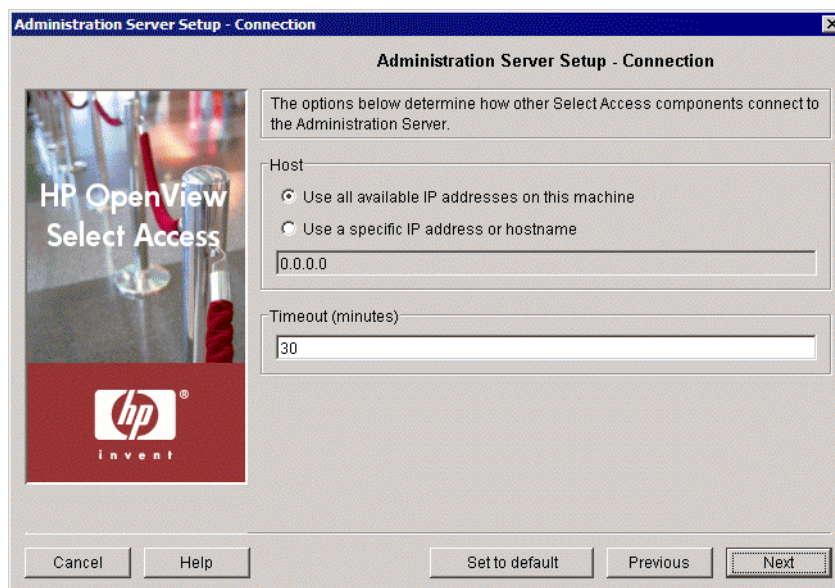 Administration Server Setup - Connection
Administration Server Setup - Connection
HP OpenView
Select Access
hp
®
invent
The options below determine how other Select Access components connect to
the Administration Server.
Host
Use all available IP addresses on this machine
Use a specific IP address or hostname
0.0.0.0
Timeout (minutes)
30
Cancel
Help
Set to default
Previous
Next